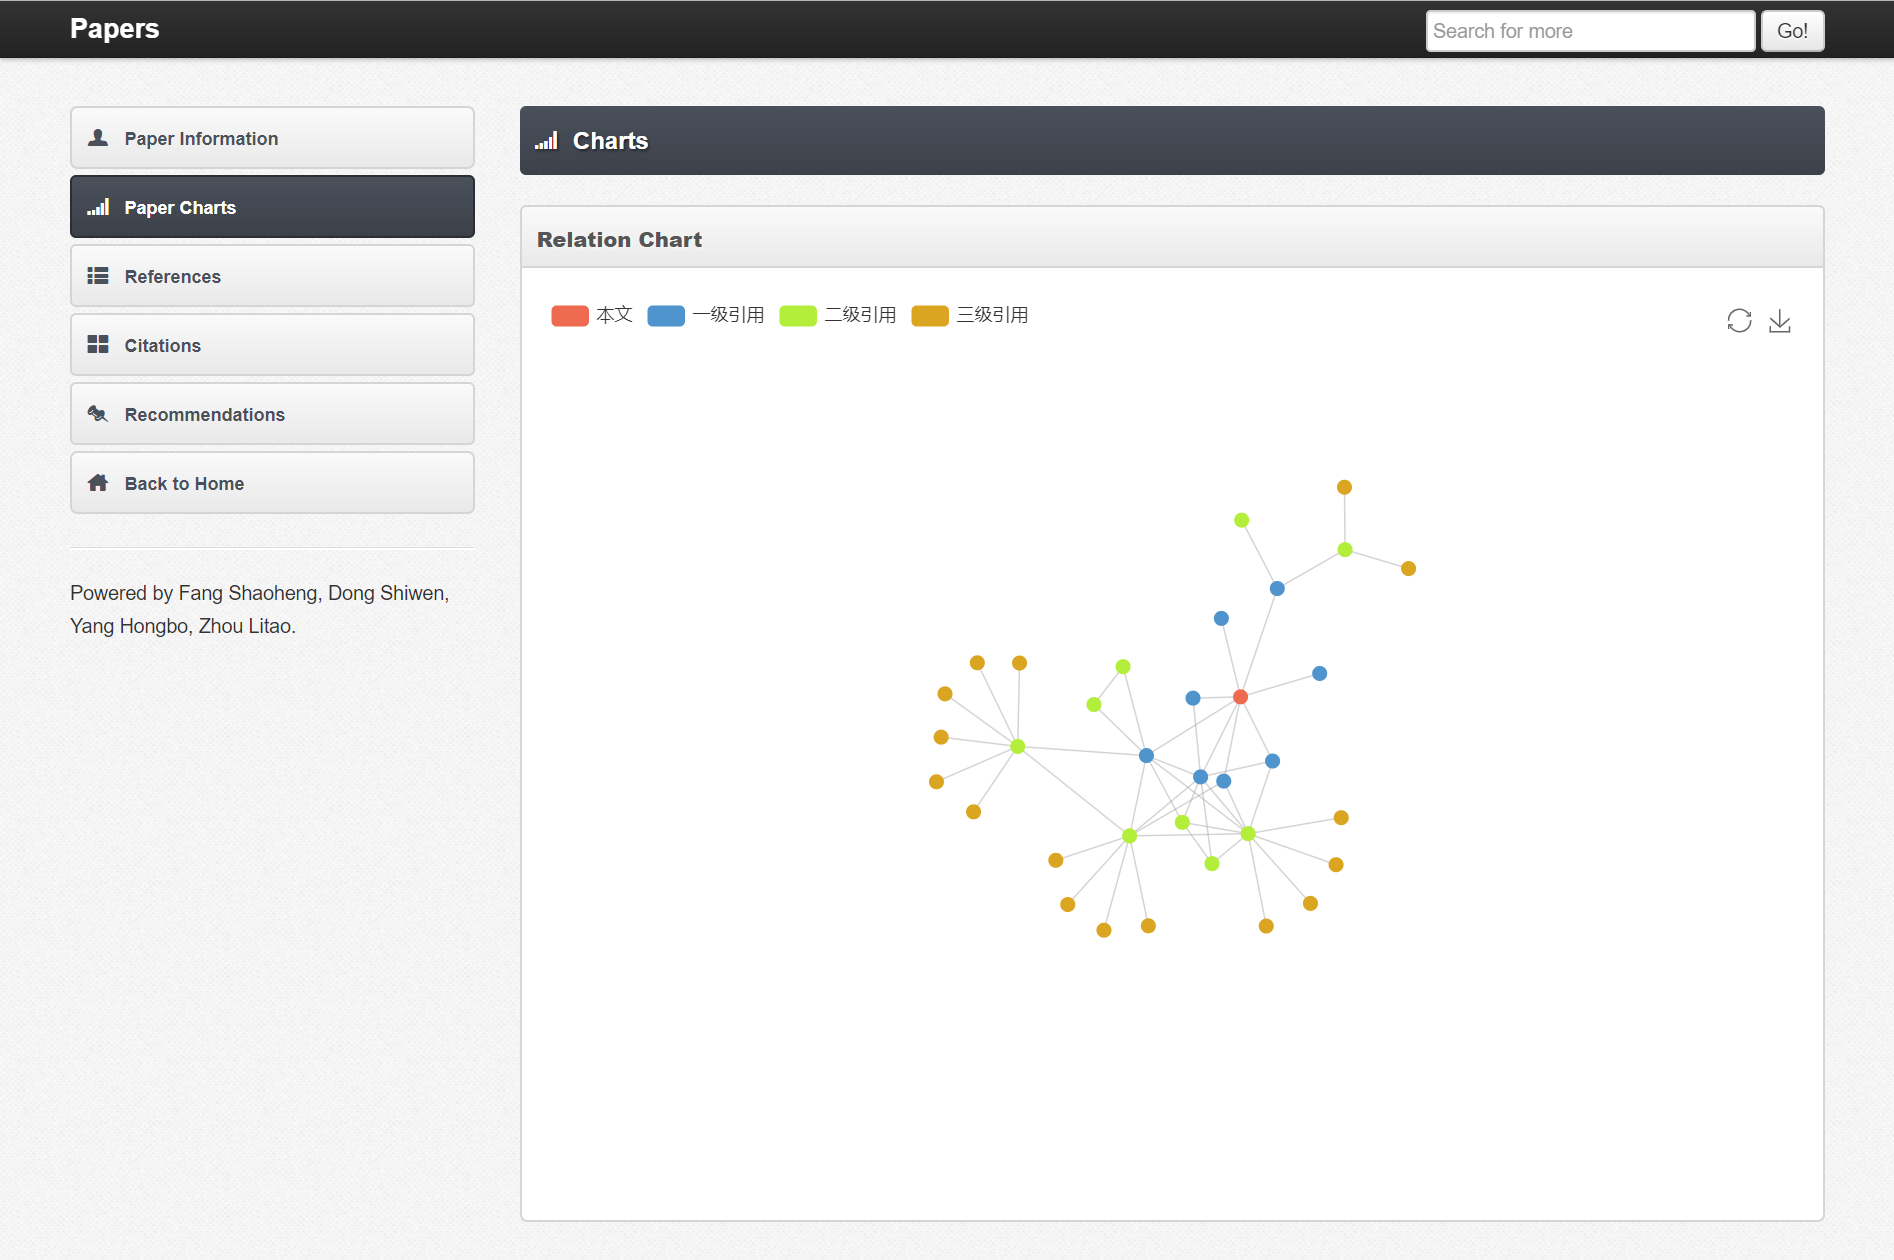 Papers
Search for more
Go!
Paper Information
Paper Charts
References
Citations
Recommendations
Back to Home
Powered by Fang Shaoheng, Dong Shiwen,
Yang Hongbo, Zhou Litao.
Charts
Relation Chart
本文 一级引用 二级引用 三级引用